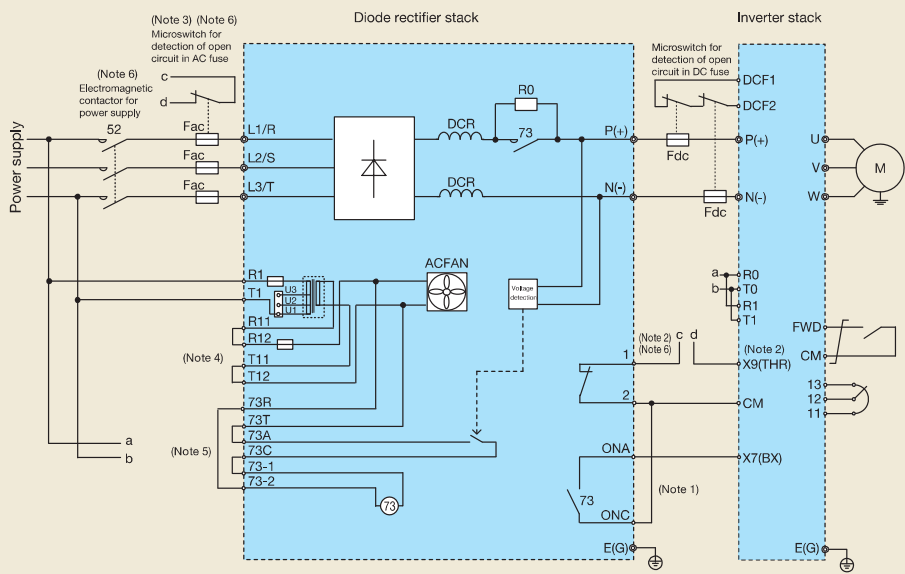 Diode rectifier stack
Inverter stack
(Note 3) (Note 6)
Microswitch for
detection of open
circuit in AC fuse
c
d
(Note 6)
Electromagnetic
contactor for
power supply
52
Power supply
Fac
Fac
Fac
L1/R
L2/S
L3/T
DCR
DCR
R0
73
P(+)
N(-)
Microswitch for
detection of open
circuit in DC fuse
Fdc
Fdc
DCF1
DCF2
P(+)
N(-)
U
V
W
M
R1
T1
U3
U2
U1
R11
R12
T11
T12
(Note 4)
ACFAN
Voltage
detection
73R
73T
73A
73C
73-1
73-2
(Note 5)
73
a
b
1
2
(Note 2)
(Note 6)
c d
ONA
ONC
73
(Note 1)
E(G)
a
b
R0
T0
R1
T1
(Note 2)
X9(THR)
CM
X7(BX)
FWD
CM
13
12
11
E(G)